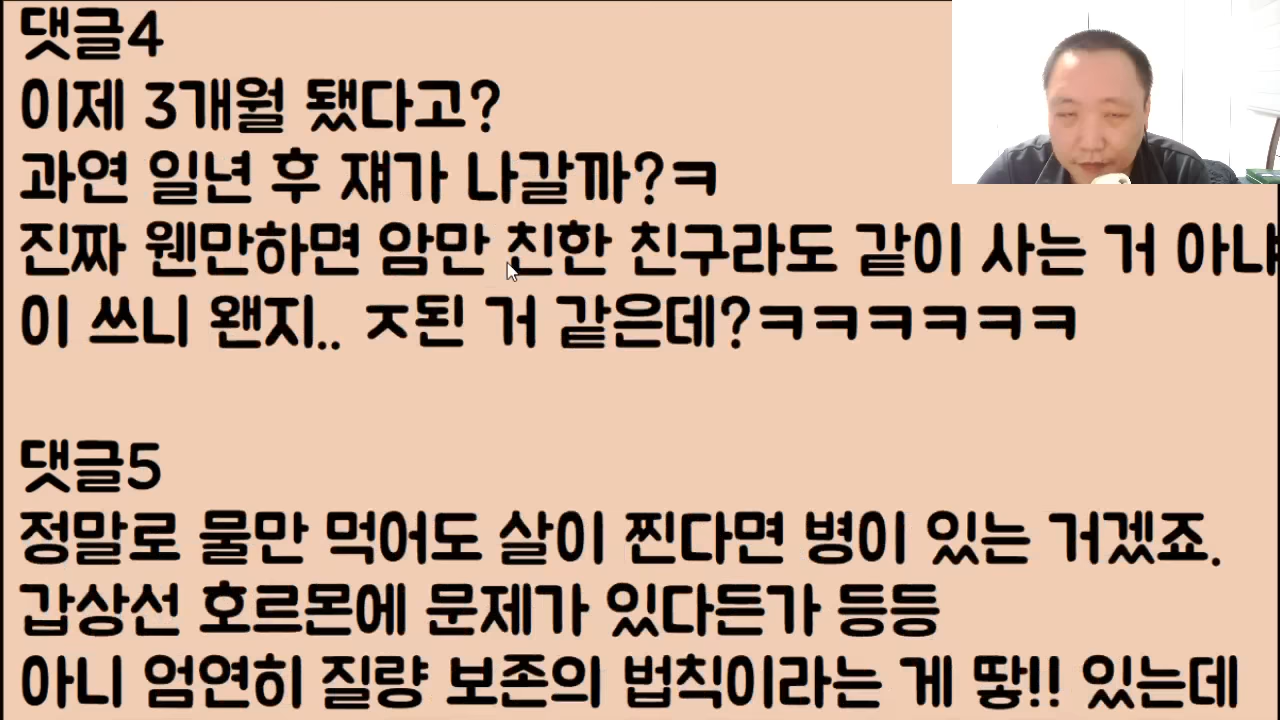 댓글4
이제 3개월 됐다고?
과연 일년 후 쟤가 나갈까?ㅋ
진짜 웬만하면 암만 친한 친구라도 같이 사는 거 아냐
이 쓰니 왠지.. ㅈ된 거 같은데?ㅋㅋㅋㅋㅋㅋ
댓글5
정말로 물만 먹어도 살이 찐다면 병이 있는 거겠죠.
갑상선 호르몬에 문제가 있다든가 등등
아니 엄연히 질량 보존의 법칙이라는 게 땋!! 있는데